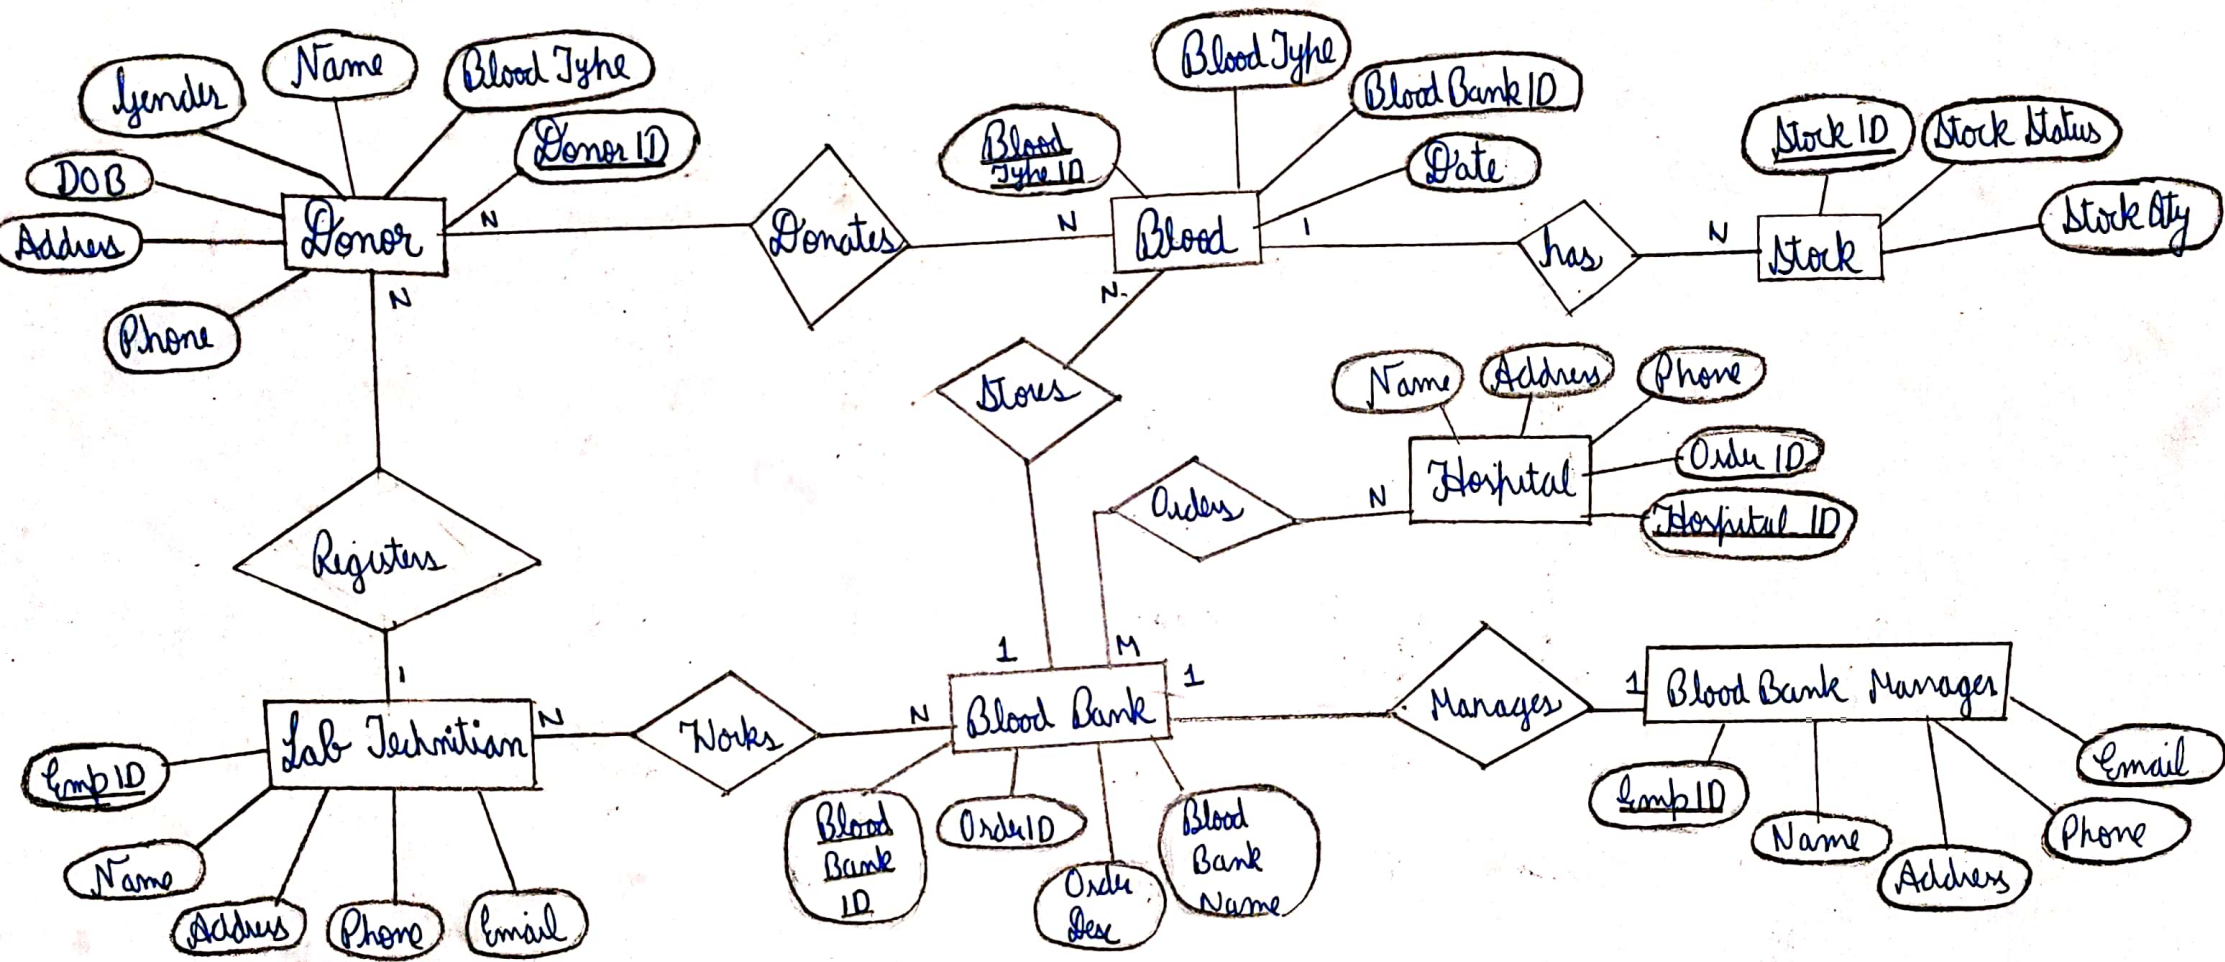 Gender
Name
Blood Type
Donor ID
DOB
Address
Phone
Donor
N
N
Donates
N
Blood
Type ID
Blood Type
Blood Bank ID
Date
Blood
1
N.
has
N
Stock
Stock ID
Stock Status
Stock Qty
Stores
Name
Address
Phone
Order ID
Hospital ID
Hospital
N
Orders
Registers
1
1
M
1
Manages
1
Blood Bank Manager
Lab Technitian
N
Works
N
Blood Bank
Emp ID
Name
Address
Phone
Email
Blood
Bank
ID
Order ID
Order
Desc
Blood
Bank
Name
Emp ID
Name
Address
Phone
Email